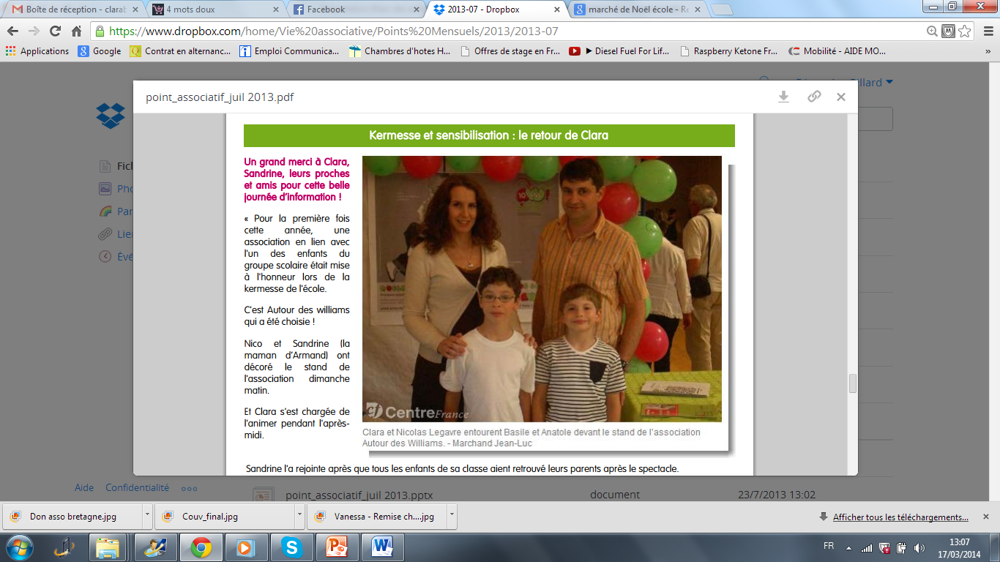 Boîte de réception - clarab
4 mots doux
Facebook
2013-07 - Dropbox
marché de Noël école - Re
https://www.dropbox.com/home/Vie%20associative/Points%20Mensuels/2013/2013-07
Applications
Google
Contrat en alternanc...
Emploi Communica...
Chambres d'hotes H...
Offres de stage en Fr...
► Diesel Fuel For Lif...
Raspberry Ketone Fr...
Mobilité - AIDE MO...
»
illard
point_associatif_juil 2013.pdf
Fich
Pho
Par
Lie
Évé
Kermesse et sensibilisation : le retour de Clara
Un grand merci à Clara,
Sandrine, leurs proches
et amis pour cette belle
journée d'information !
« Pour la première fois
cette année, une
association en lien avec
l'un des enfants du
groupe scolaire était mise
à l'honneur lors de la
kermesse de l'école.
C'est Autour des williams
qui a été choisie !
Nico et Sandrine (la
maman d'Armand) ont
décoré le stand de
l'association dimanche
matin.
Et Clara s'est chargée de
l'animer pendant l'après-
midi.
10
CentreFrance
Clara et Nicolas Legavre entourent Basile et Anatole devant le stand de l'association
Autour des Williams. - Marchand Jean-Luc
Sandrine l'a rejointe après que tous les enfants de sa classe aient retrouvé leurs parents après le spectacle.
Aide
Confidentialité
point_associatif_juil 2013.pptx
document
23/7/2013 13:02
Don asso bretagne.jpg
Couv_final.jpg
Vanessa - Remise ch....jpg
Afficher tous les téléchargements...
FR
13:07
17/03/2014